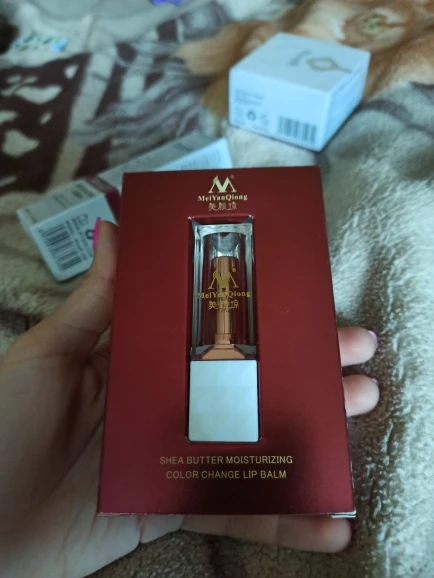 MeiYanQiong
美颜琼
MeiYanQiong
美颜琼
SHEA BUTTER MOISTURIZING
COLOR CHANGE LIP BALM